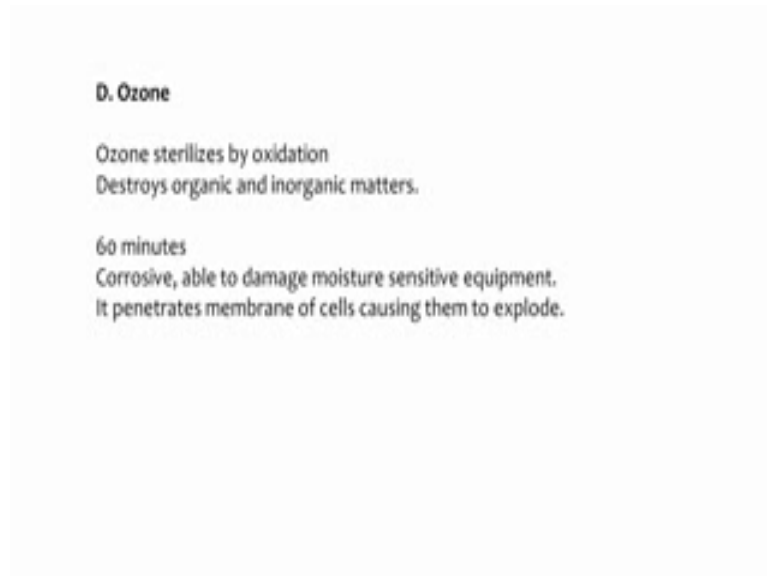 D. Ozone
Ozone sterilizes by oxidation
Destroys organic and inorganic matters.
60 minutes
Corrosive, able to damage moisture sensitive equipment.
It penetrates membrane of cells causing them to explode.